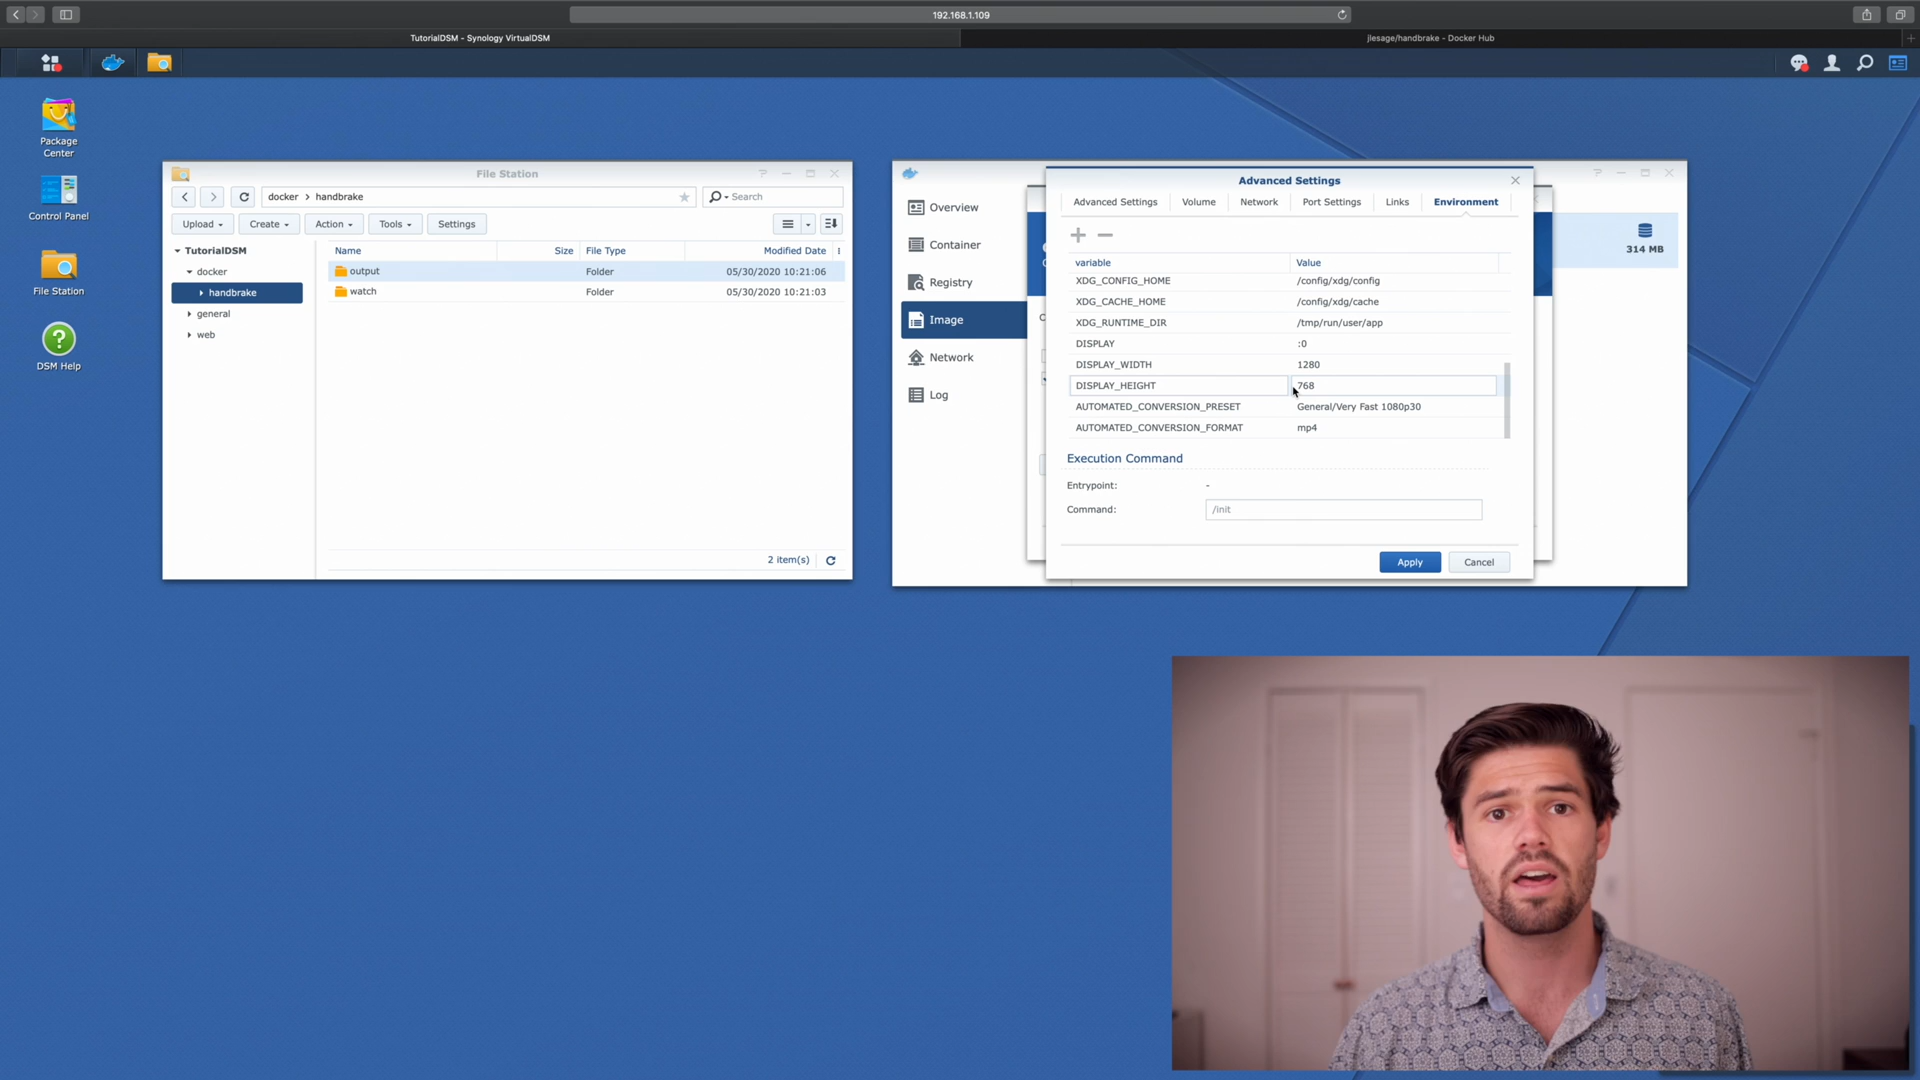 192.168.1.109
TutorialDSM - Synology VirtualDSM
jlesage/handbrake - Docker Hub
Package
Center
Control Panel
File Station
DSM Help
File Station
docker handbrake
Search
Upload Create Action Tools Settings
TutorialDSM
docker
handbrake
general
web
Name Size File Type Modified Date
output Folder 05/30/2020 10:21:06
watch Folder 05/30/2020 10:21:03
2 item(s)
Overview
Container
Registry
Image
Network
Log
314 MB
Advanced Settings
Advanced Settings Volume Network Port Settings Links Environment
variable Value
XDG_CONFIG_HOME /config/xdg/config
XDG_CACHE_HOME /config/xdg/cache
XDG_RUNTIME_DIR /tmp/run/user/app
DISPLAY :0
DISPLAY_WIDTH 1280
DISPLAY_HEIGHT 768
AUTOMATED_CONVERSION_PRESET General/Very Fast 1080p30
AUTOMATED_CONVERSION_FORMAT mp4
Execution Command
Entrypoint: -
Command: /init
Apply Cancel